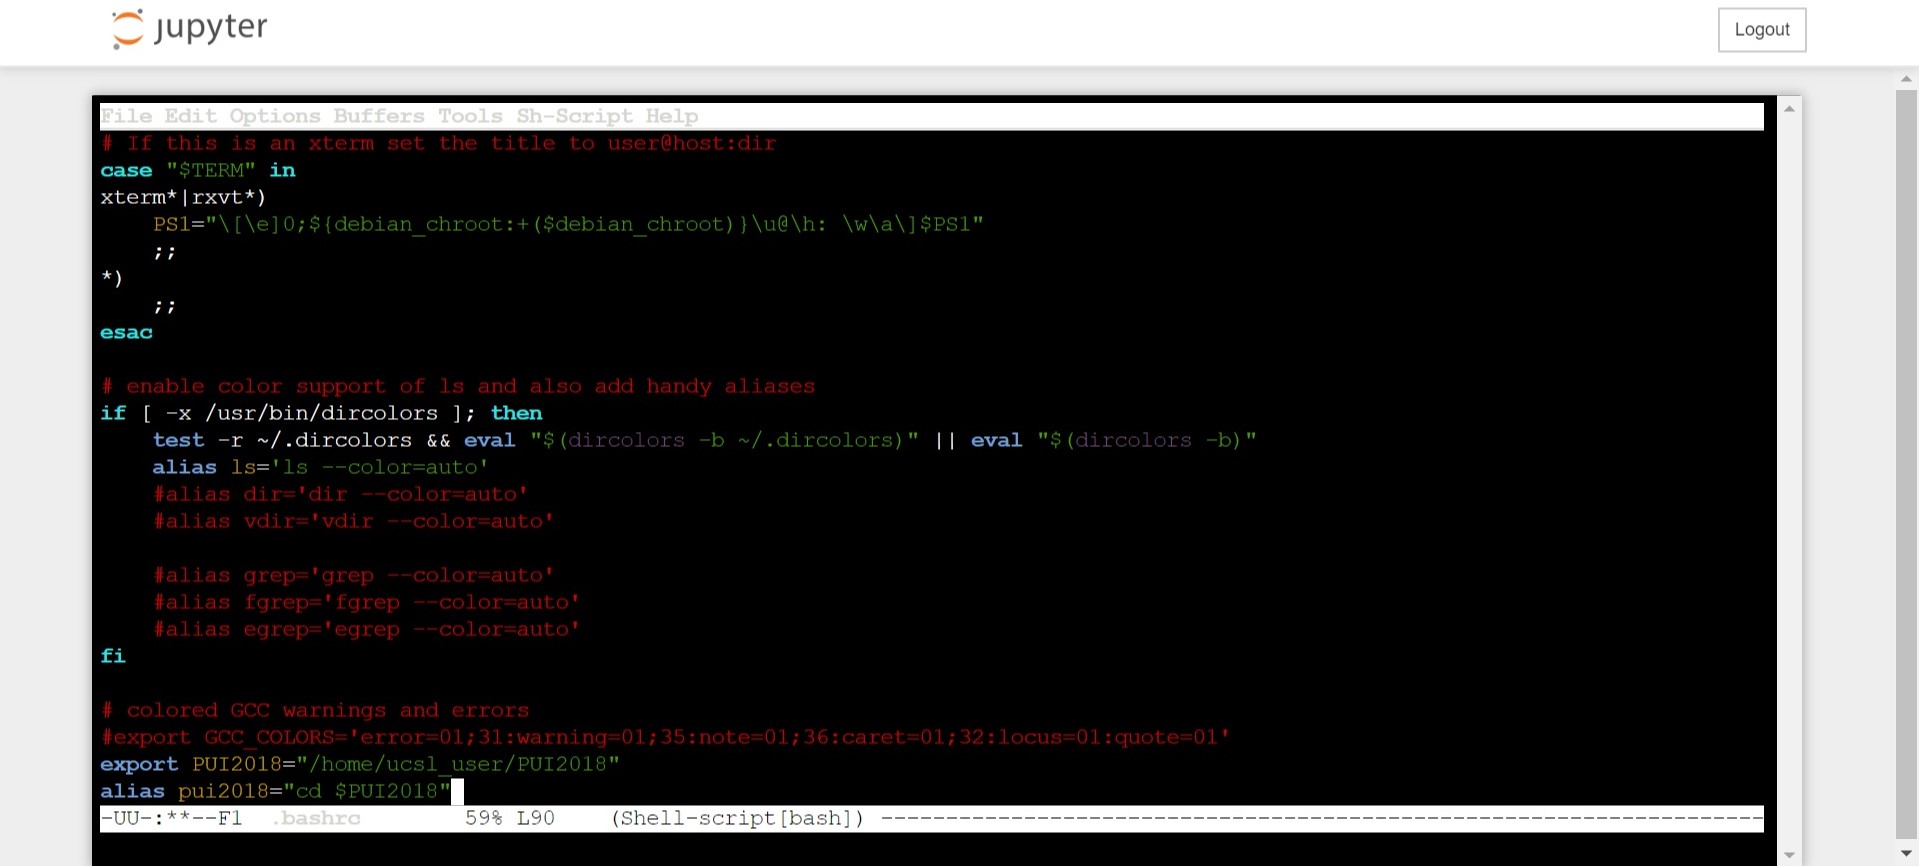 jupyter
Logout
File Edit Options Buffers Tools Sh-Script Help
# If this is an xterm set the title to user@host:dir
case "$TERM" in
xterm*|rxvt*)
    PS1="\[\e]0;${debian_chroot:+($debian_chroot)}\u@\h: \w\a\]$PS1"
    ;;
*)
    ;;
esac
# enable color support of ls and also add handy aliases
if [ -x /usr/bin/dircolors ]; then
    test -r ~/.dircolors && eval "$(dircolors -b ~/.dircolors)" || eval "$(dircolors -b)"
    alias ls='ls --color=auto'
    #alias dir='dir --color=auto'
    #alias vdir='vdir --color=auto'
    #alias grep='grep --color=auto'
    #alias fgrep='fgrep --color=auto'
    #alias egrep='egrep --color=auto'
fi
# colored GCC warnings and errors
#export GCC_COLORS='error=01;31:warning=01;35:note=01;36:caret=01;32:locus=01:quote=01'
export PUI2018="/home/ucsl_user/PUI2018"
alias pui2018="cd $PUI2018"
-UU-:**--F1  .bashrc        59% L90    (Shell-script[bash]) --------------------------------------------------------------------